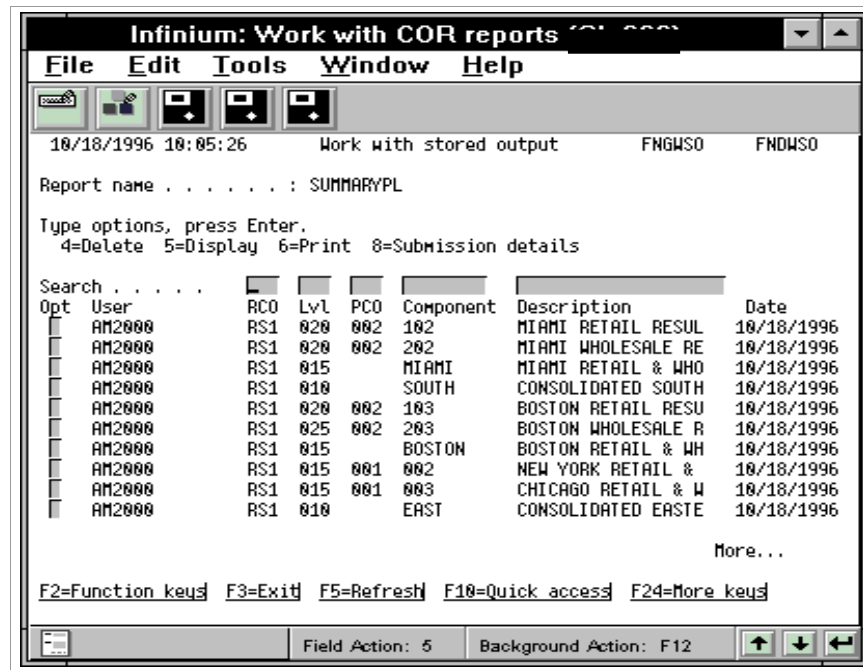 Infinium: Work with COR reports
File Edit Tools Window Help
10/18/1996 10:05:26 Work with stored output FNGWSO FNDWSO
Report name . . . . . . : SUMMARYPL
Type options, press Enter.
4=Delete 5=Display 6=Print 8=Submission details
Search . . . . .
Opt User RCO Lvl PCO Component Description Date
AM2000 RS1 020 002 102 MIAMI RETAIL RESUL 10/18/1996
AM2000 RS1 020 002 202 MIAMI WHOLESALE RE 10/18/1996
AM2000 RS1 015 MIAMI MIAMI RETAIL & WHO 10/18/1996
AM2000 RS1 010 SOUTH CONSOLIDATED SOUTH 10/18/1996
AM2000 RS1 020 002 103 BOSTON RETAIL RESU 10/18/1996
AM2000 RS1 025 002 203 BOSTON WHOLESALE R 10/18/1996
AM2000 RS1 015 BOSTON BOSTON RETAIL & WH 10/18/1996
AM2000 RS1 015 001 002 NEW YORK RETAIL & 10/18/1996
AM2000 RS1 015 001 003 CHICAGO RETAIL & W 10/18/1996
AM2000 RS1 010 EAST CONSOLIDATED EASTE 10/18/1996
More...
F2=Function keys F3=Exit F5=Refresh F10=Quick access F24=More keys
Field Action: 5 Background Action: F12